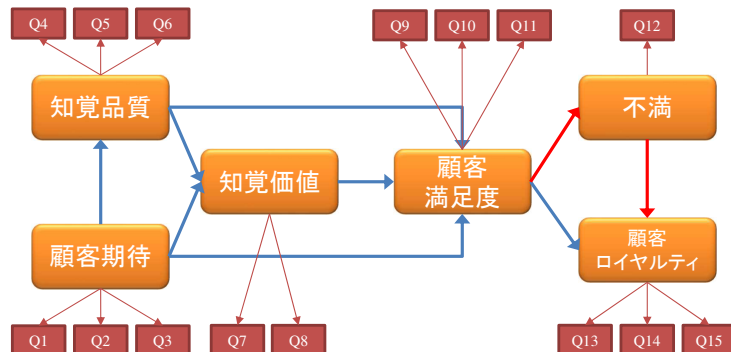 Q4 Q5 Q6 Q9 Q10 Q11 Q12
知覚品質
不満
知覚価値
顧客
満足度
顧客期待
顧客
ロイヤルティ
Q1 Q2 Q3 Q7 Q8 Q13 Q14 Q15